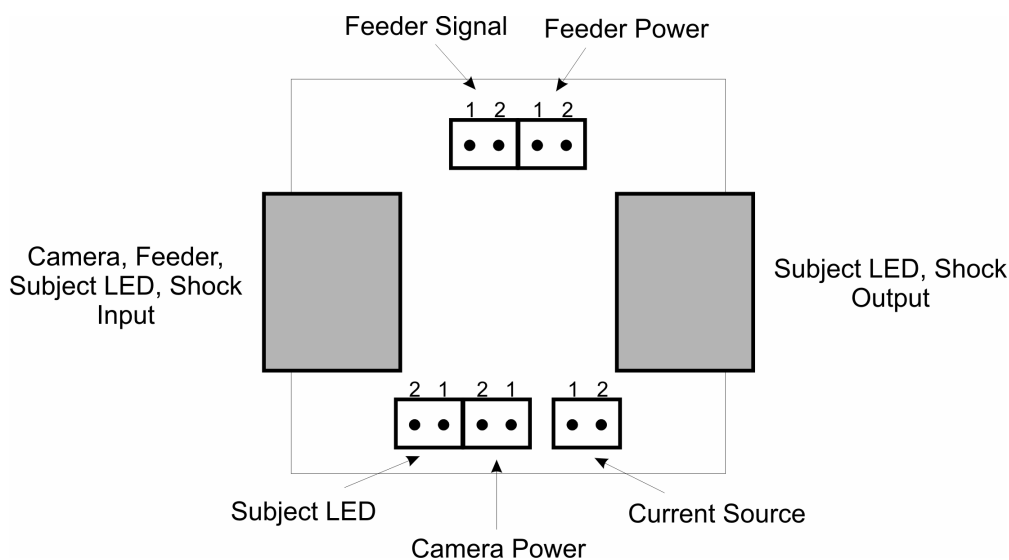 Feeder Signal
Feeder Power
1 2 1 2
Camera, Feeder,
Subject LED, Shock
Input
Subject LED, Shock
Output
2 1 2 1 1 2
Subject LED
Current Source
Camera Power